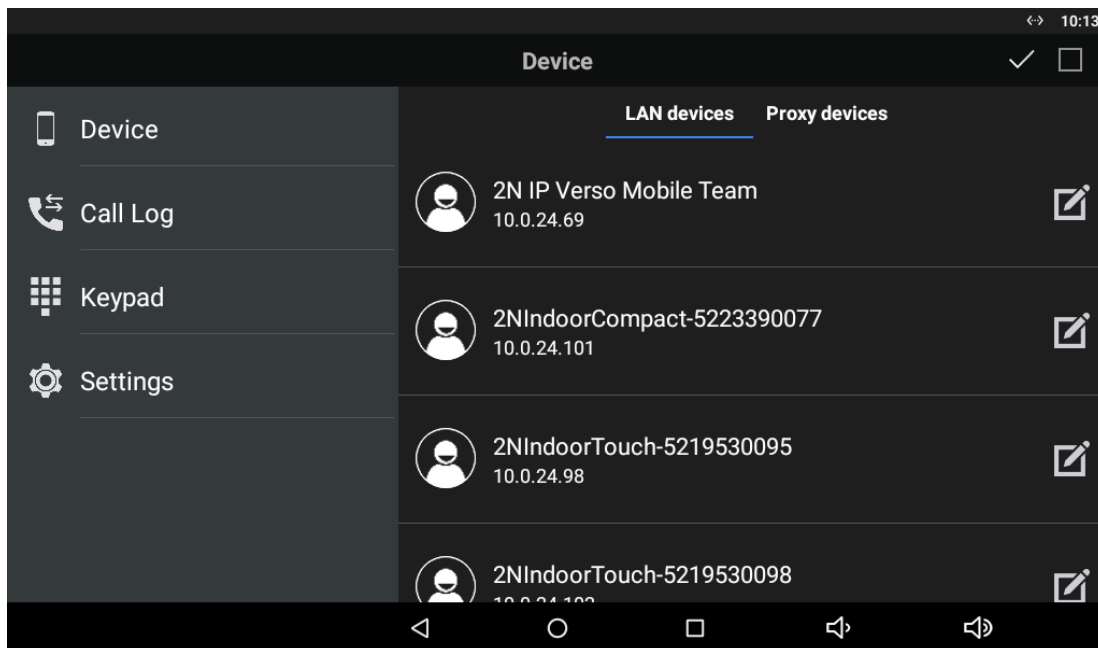 10:13
Device
Device
Call Log
Keypad
Settings
LAN devices Proxy devices
2N IP Verso Mobile Team
10.0.24.69
2NIndoorCompact-5223390077
10.0.24.101
2NIndoorTouch-5219530095
10.0.24.98
2NIndoorTouch-5219530098